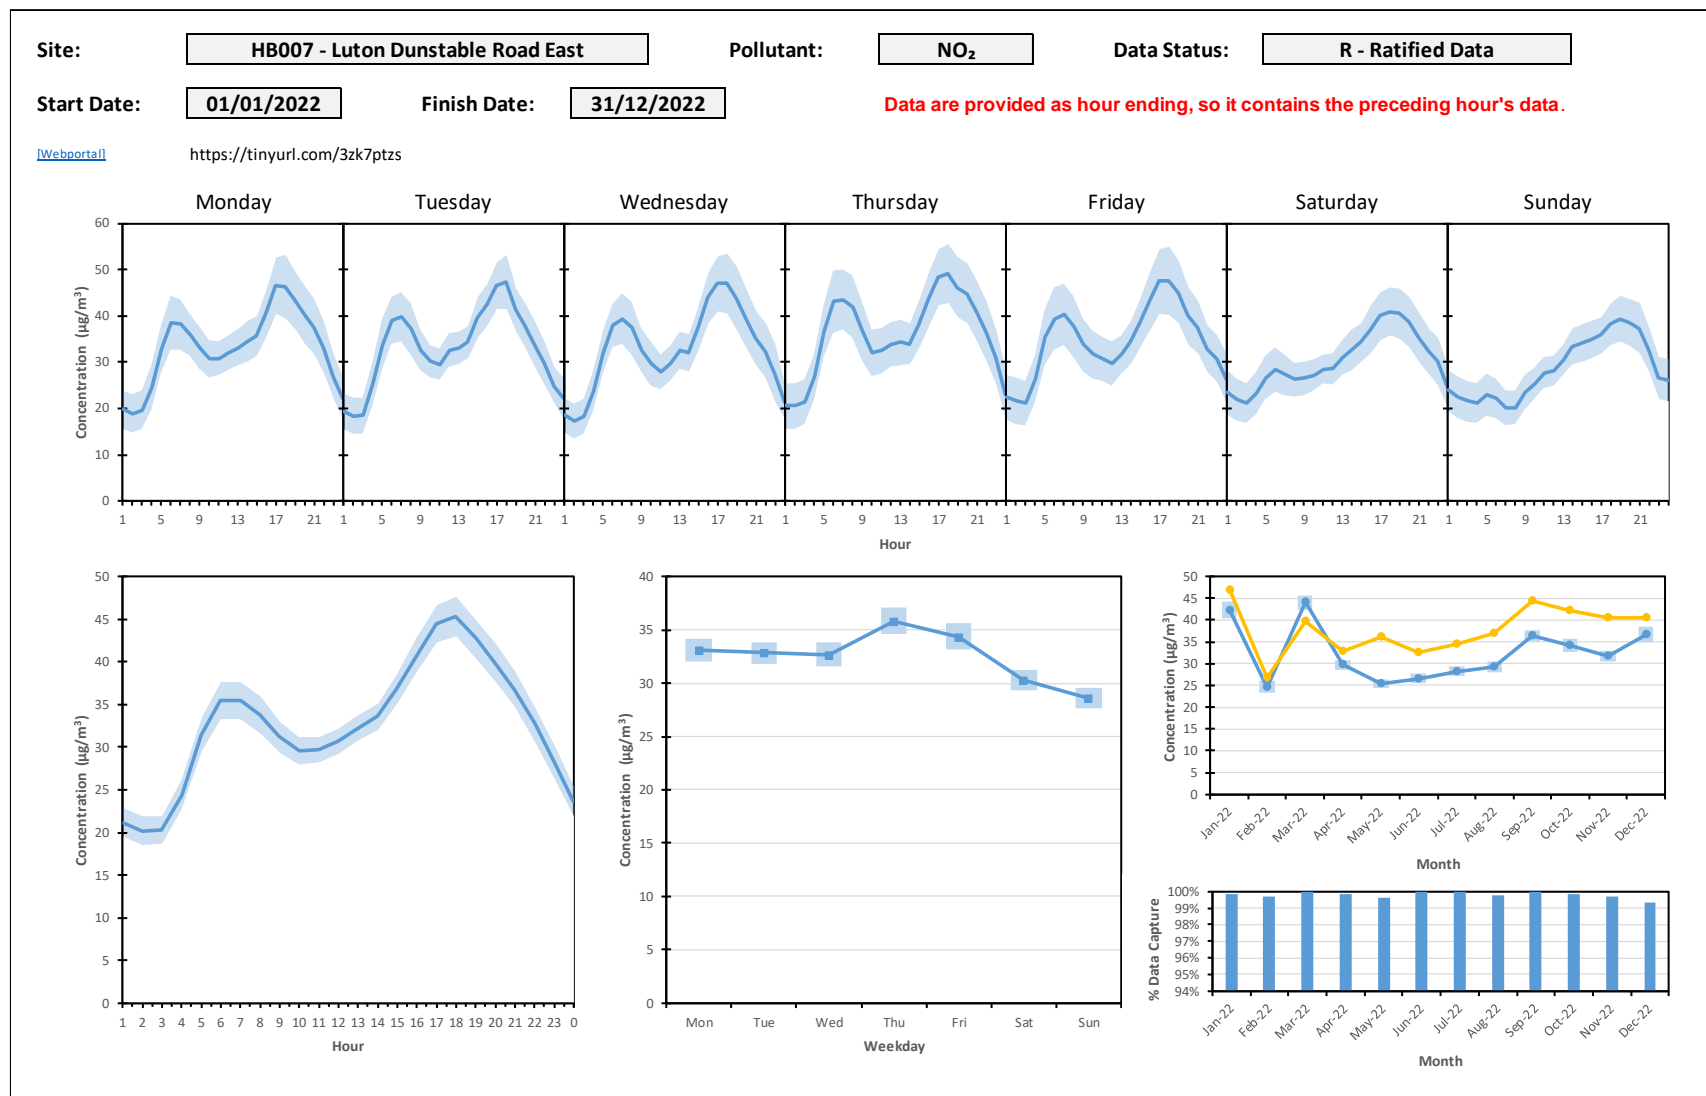 Site: HB007 - Luton Dunstable Road East Pollutant: NO₂ Data Status: R - Ratified Data
Start Date: 01/01/2022 Finish Date: 31/12/2022 Data are provided as hour ending, so it contains the preceding hour's data.
[Webportal] https://tinyurl.com/3zk7ptzs
Monday Tuesday Wednesday Thursday Friday Saturday Sunday
60
50
40
30
20
10
0
Concentration (µg/m³)
1 5 9 13 17 21 1 5 9 13 17 21 1 5 9 13 17 21 1 5 9 13 17 21 1 5 9 13 17 21 1 5 9 13 17 21 1 5 9 13 17 21
Hour
50
45
40
35
30
25
20
15
10
5
0
Concentration (µg/m³)
1 2 3 4 5 6 7 8 9 10 11 12 13 14 15 16 17 18 19 20 21 22 23 0
Hour
40
35
30
25
20
15
10
5
0
Concentration (µg/m³)
Mon Tue Wed Thu Fri Sat Sun
Weekday
50
45
40
35
30
25
20
15
10
5
0
Concentration (µg/m³)
Jan-22 Feb-22 Mar-22 Apr-22 May-22 Jun-22 Jul-22 Aug-22 Sep-22 Oct-22 Nov-22 Dec-22
Month
100%
99%
98%
97%
96%
95%
94%
% Data Capture
Jan-22 Feb-22 Mar-22 Apr-22 May-22 Jun-22 Jul-22 Aug-22 Sep-22 Oct-22 Nov-22 Dec-22
Month